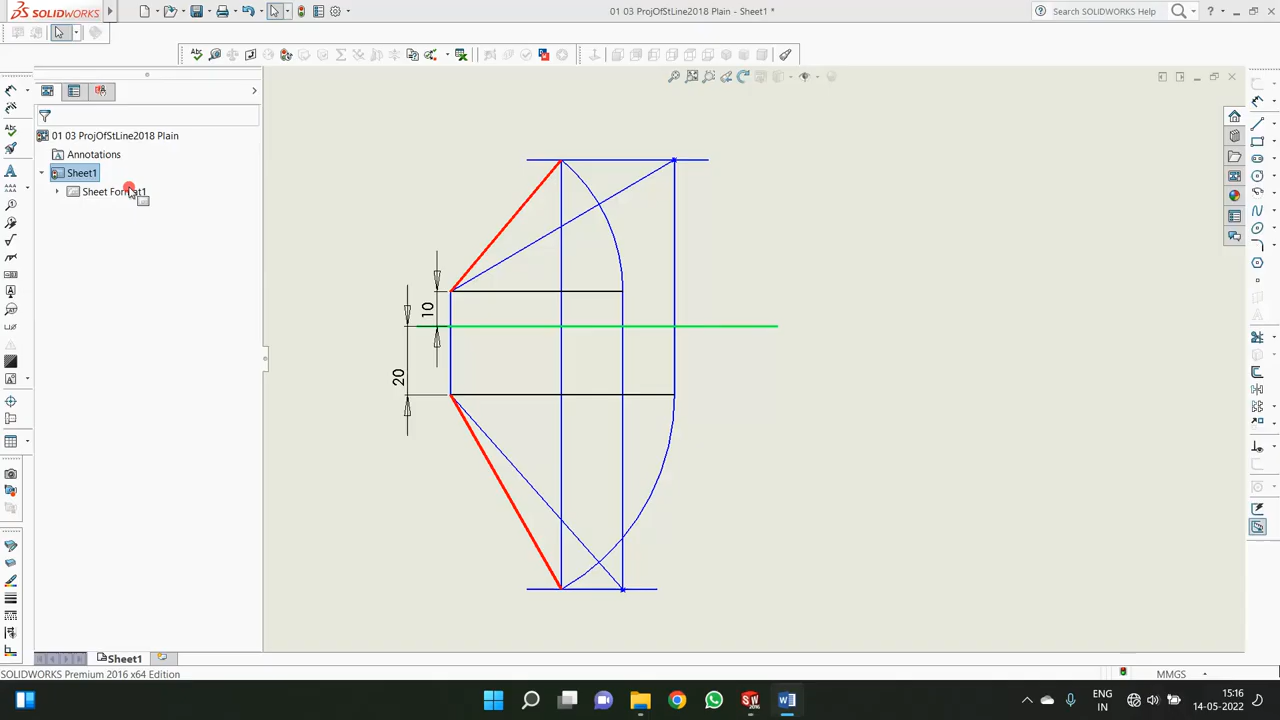 SOLIDWORKS
01 03 ProjOfStLine2018 Plain - Sheet1 *
Search SOLIDWORKS Help
01 03 ProjOfStLine2018 Plain
Annotations
Sheet1
Sheet Format1
10
20
Sheet1
SOLIDWORKS Premium 2016 x64 Edition
MMGS
ENG
IN
15:16
14-05-2022